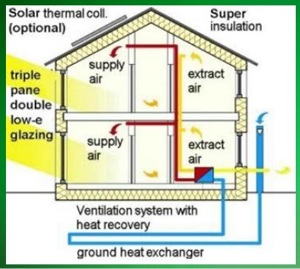 Solar thermal coll.
(optional)
Super
insulation
supply
air
extract
air
triple
pane
double
low-e
glazing
supply
air
extract
air
Ventilation system with
heat recovery
ground heat exchanger